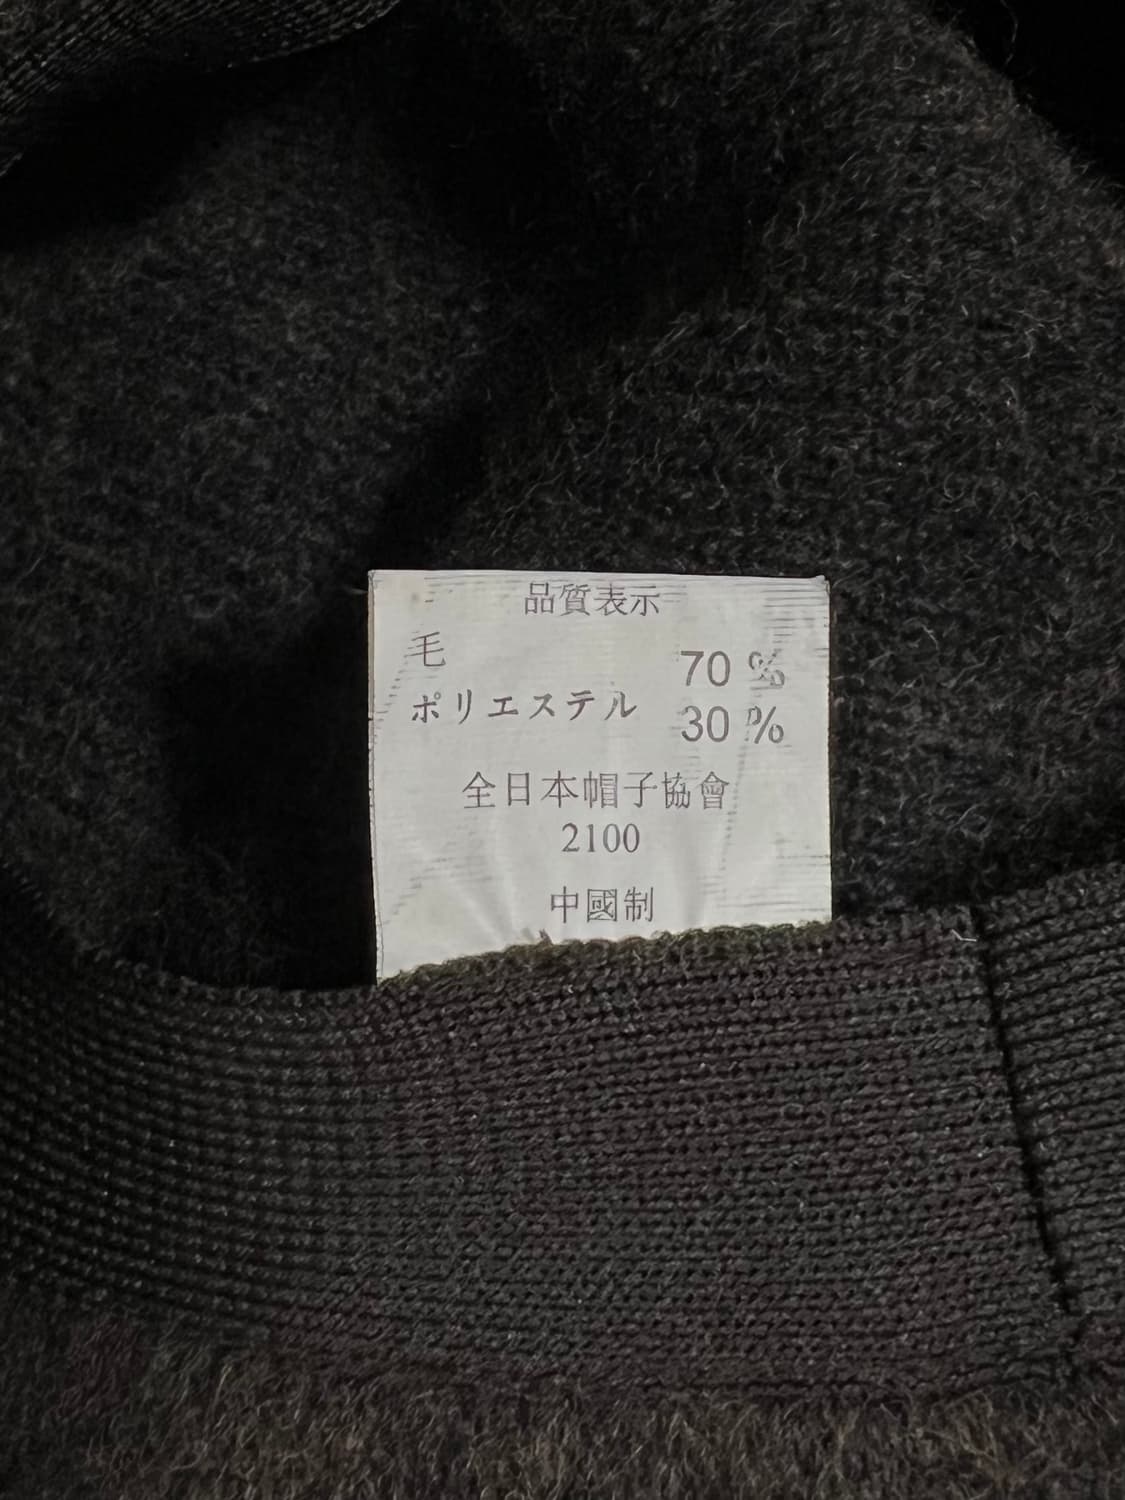 品質表示
毛 70 %
ポリエステル 30 %
全日本帽子協會
2100
中國制